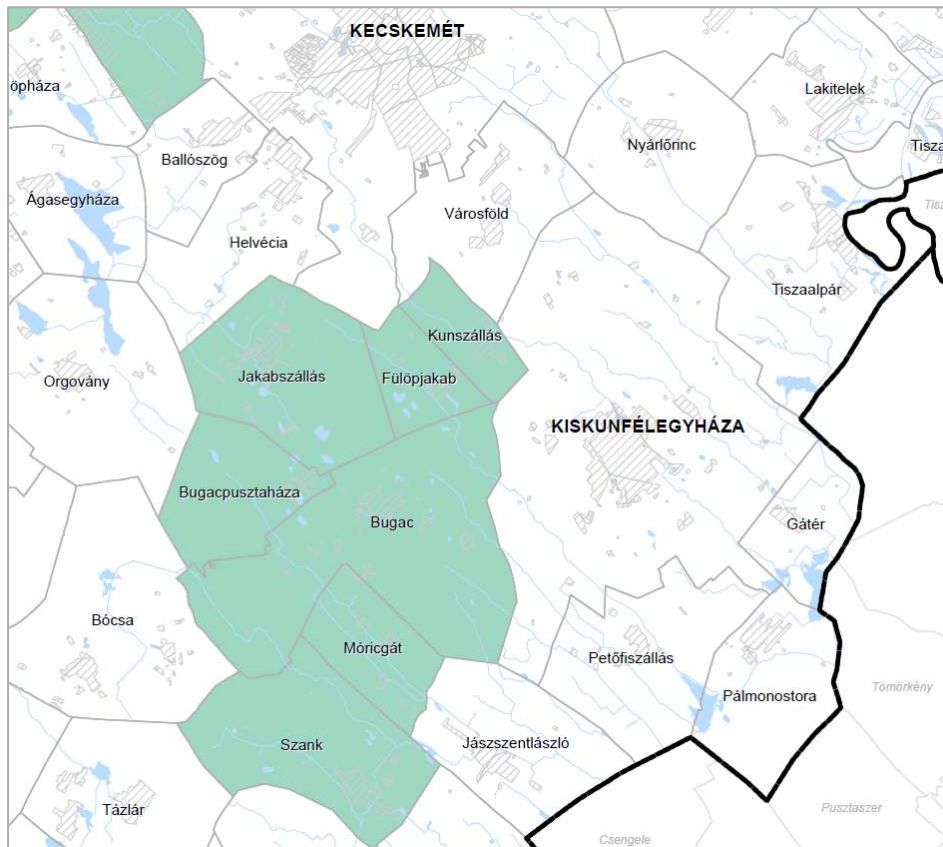 KECSKEMÉT
Lakitelek
öpháza
Nyárlőrinc
Tisza
Ballószög
Ágasegyháza
Tisz
Városföld
Helvécia
Tiszaalpár
Kunszállás
Jakabszállás
Fülöpjakab
Orgovány
KISKUNFÉLEGYHÁZA
Bugacpusztaháza
Bugac
Gátér
Bócsa
Móricgát
Petőfiszállás
Tömörkény
Pálmonostora
Szank
Jászszentlászló
Tázlár
Pusztaszer
Csengele